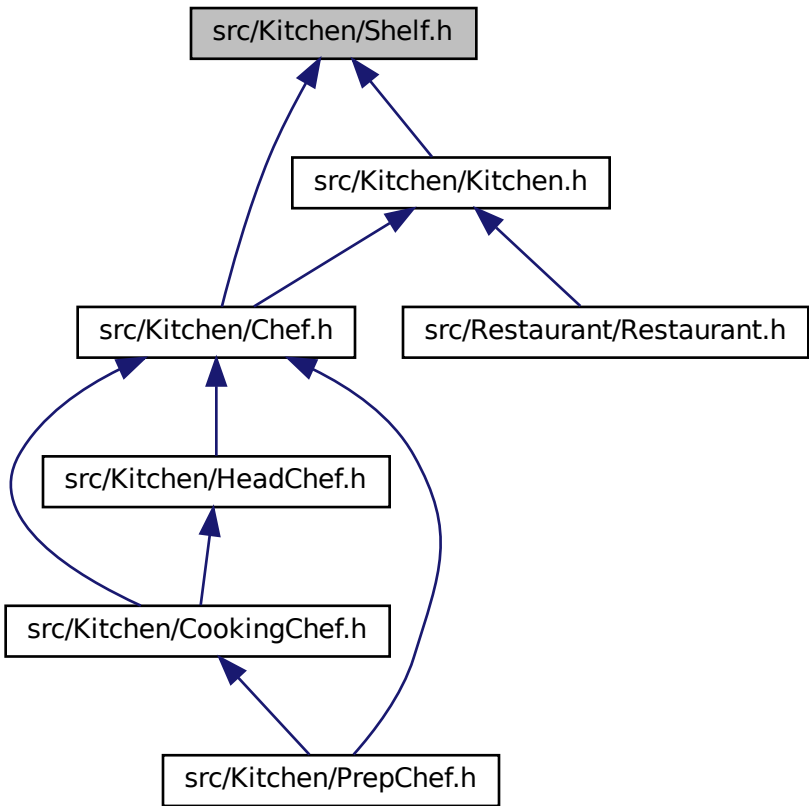 src/Kitchen/Shelf.h
src/Kitchen/Kitchen.h
src/Kitchen/Chef.h
src/Restaurant/Restaurant.h
src/Kitchen/HeadChef.h
src/Kitchen/CookingChef.h
src/Kitchen/PrepChef.h